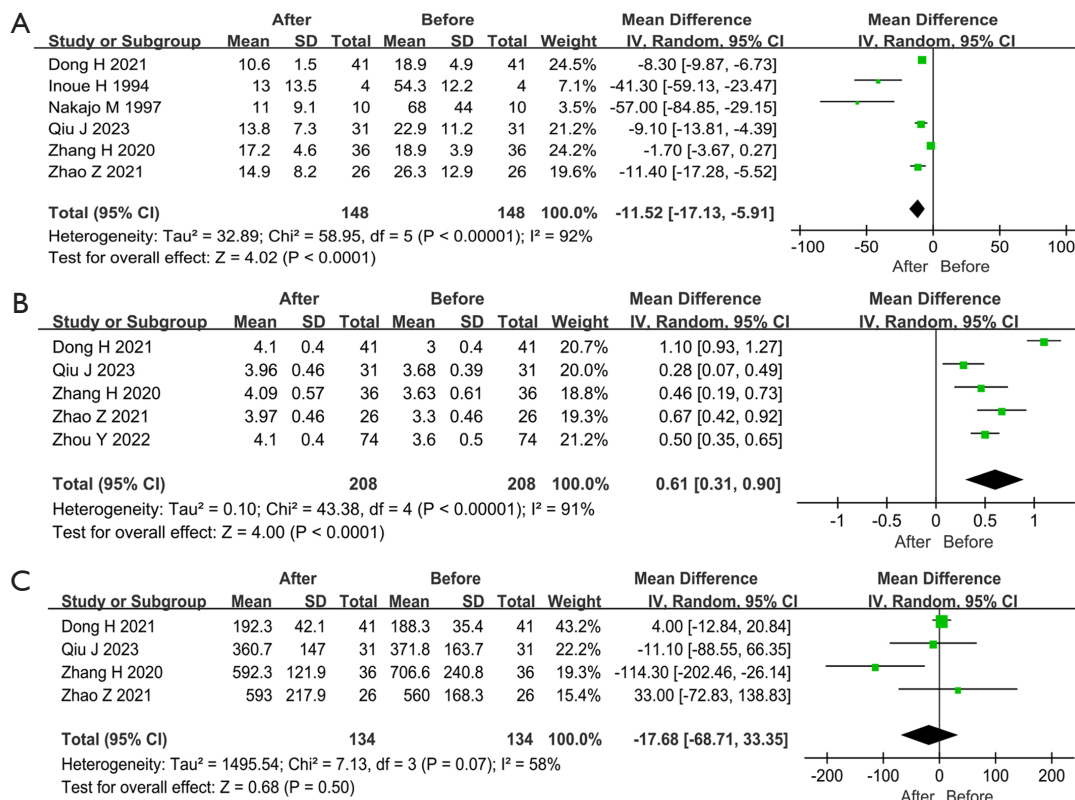 A
After Before Mean Difference Mean Difference
Study or Subgroup Mean SD Total Mean SD Total Weight IV, Random, 95% CI IV, Random, 95% CI
Dong H 2021 10.6 1.5 41 18.9 4.9 41 24.5% -8.30 [-9.87, -6.73]
Inoue H 1994 13 13.5 4 54.3 12.2 4 7.1% -41.30 [-59.13, -23.47]
Nakajo M 1997 11 9.1 10 68 44 10 3.5% -57.00 [-84.85, -29.15]
Qiu J 2023 13.8 7.3 31 22.9 11.2 31 21.2% -9.10 [-13.81, -4.39]
Zhang H 2020 17.2 4.6 36 18.9 3.9 36 24.2% -1.70 [-3.67, 0.27]
Zhao Z 2021 14.9 8.2 26 26.3 12.9 26 19.6% -11.40 [-17.28, -5.52]
Total (95% CI) 148 148 100.0% -11.52 [-17.13, -5.91]
Heterogeneity: Tau² = 32.89; Chi² = 58.95, df = 5 (P < 0.00001); I² = 92%
Test for overall effect: Z = 4.02 (P < 0.0001)
-100 -50 0 50 100
After Before
B
After Before Mean Difference Mean Difference
Study or Subgroup Mean SD Total Mean SD Total Weight IV, Random, 95% CI IV, Random, 95% CI
Dong H 2021 4.1 0.4 41 3 0.4 41 20.7% 1.10 [0.93, 1.27]
Qiu J 2023 3.96 0.46 31 3.68 0.39 31 20.0% 0.28 [0.07, 0.49]
Zhang H 2020 4.09 0.57 36 3.63 0.61 36 18.8% 0.46 [0.19, 0.73]
Zhao Z 2021 3.97 0.46 26 3.3 0.46 26 19.3% 0.67 [0.42, 0.92]
Zhou Y 2022 4.1 0.4 74 3.6 0.5 74 21.2% 0.50 [0.35, 0.65]
Total (95% CI) 208 208 100.0% 0.61 [0.31, 0.90]
Heterogeneity: Tau² = 0.10; Chi² = 43.38, df = 4 (P < 0.00001); I² = 91%
Test for overall effect: Z = 4.00 (P < 0.0001)
-1 -0.5 0 0.5 1
After Before
C
After Before Mean Difference Mean Difference
Study or Subgroup Mean SD Total Mean SD Total Weight IV, Random, 95% CI IV, Random, 95% CI
Dong H 2021 192.3 42.1 41 188.3 35.4 41 43.2% 4.00 [-12.84, 20.84]
Qiu J 2023 360.7 147 31 371.8 163.7 31 22.2% -11.10 [-88.55, 66.35]
Zhang H 2020 592.3 121.9 36 706.6 240.8 36 19.3% -114.30 [-202.46, -26.14]
Zhao Z 2021 593 217.9 26 560 168.3 26 15.4% 33.00 [-72.83, 138.83]
Total (95% CI) 134 134 100.0% -17.68 [-68.71, 33.35]
Heterogeneity: Tau² = 1495.54; Chi² = 7.13, df = 3 (P = 0.07); I² = 58%
Test for overall effect: Z = 0.68 (P = 0.50)
-200 -100 0 100 200
After Before